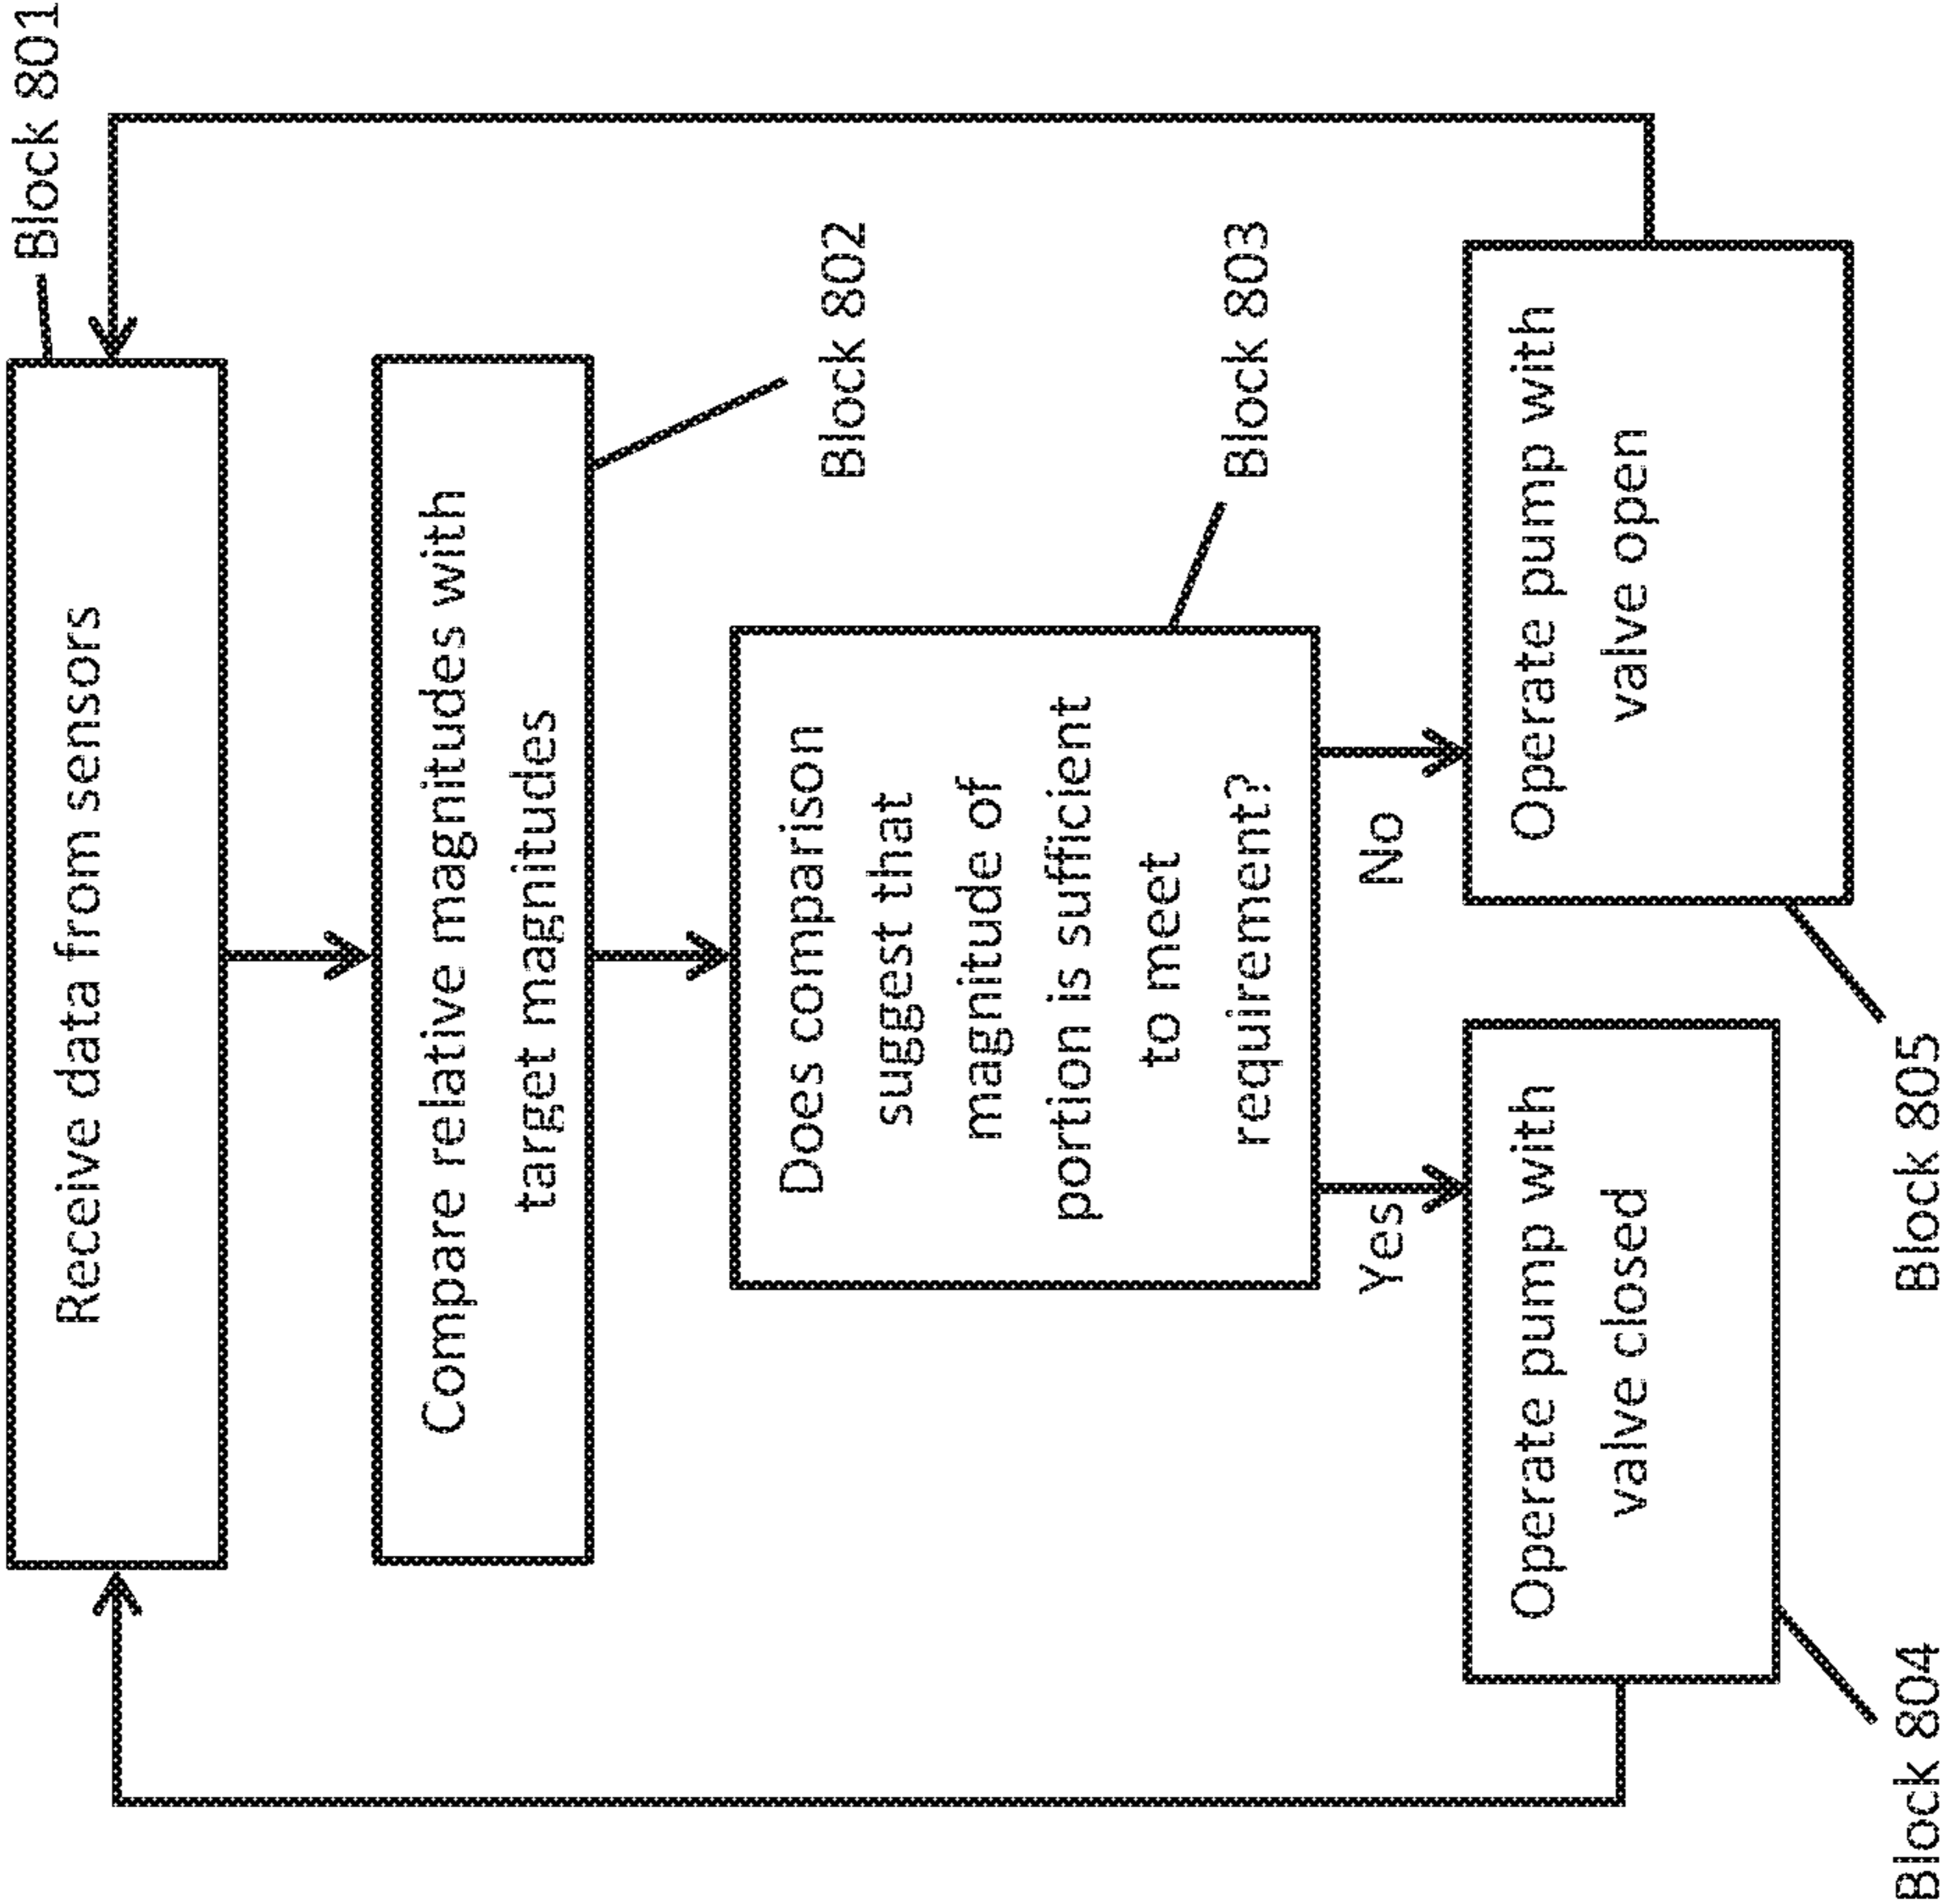 Block 801
Receive data from sensors
Compare relative magnitudes with
target magnitudes
Block 802
Does comparison
suggest that
magnitude of
portion is sufficient
to meet
requirement?
Block 803
Yes
No
Operate pump with
valve closed
Operate pump with
valve open
Block 804
Block 805